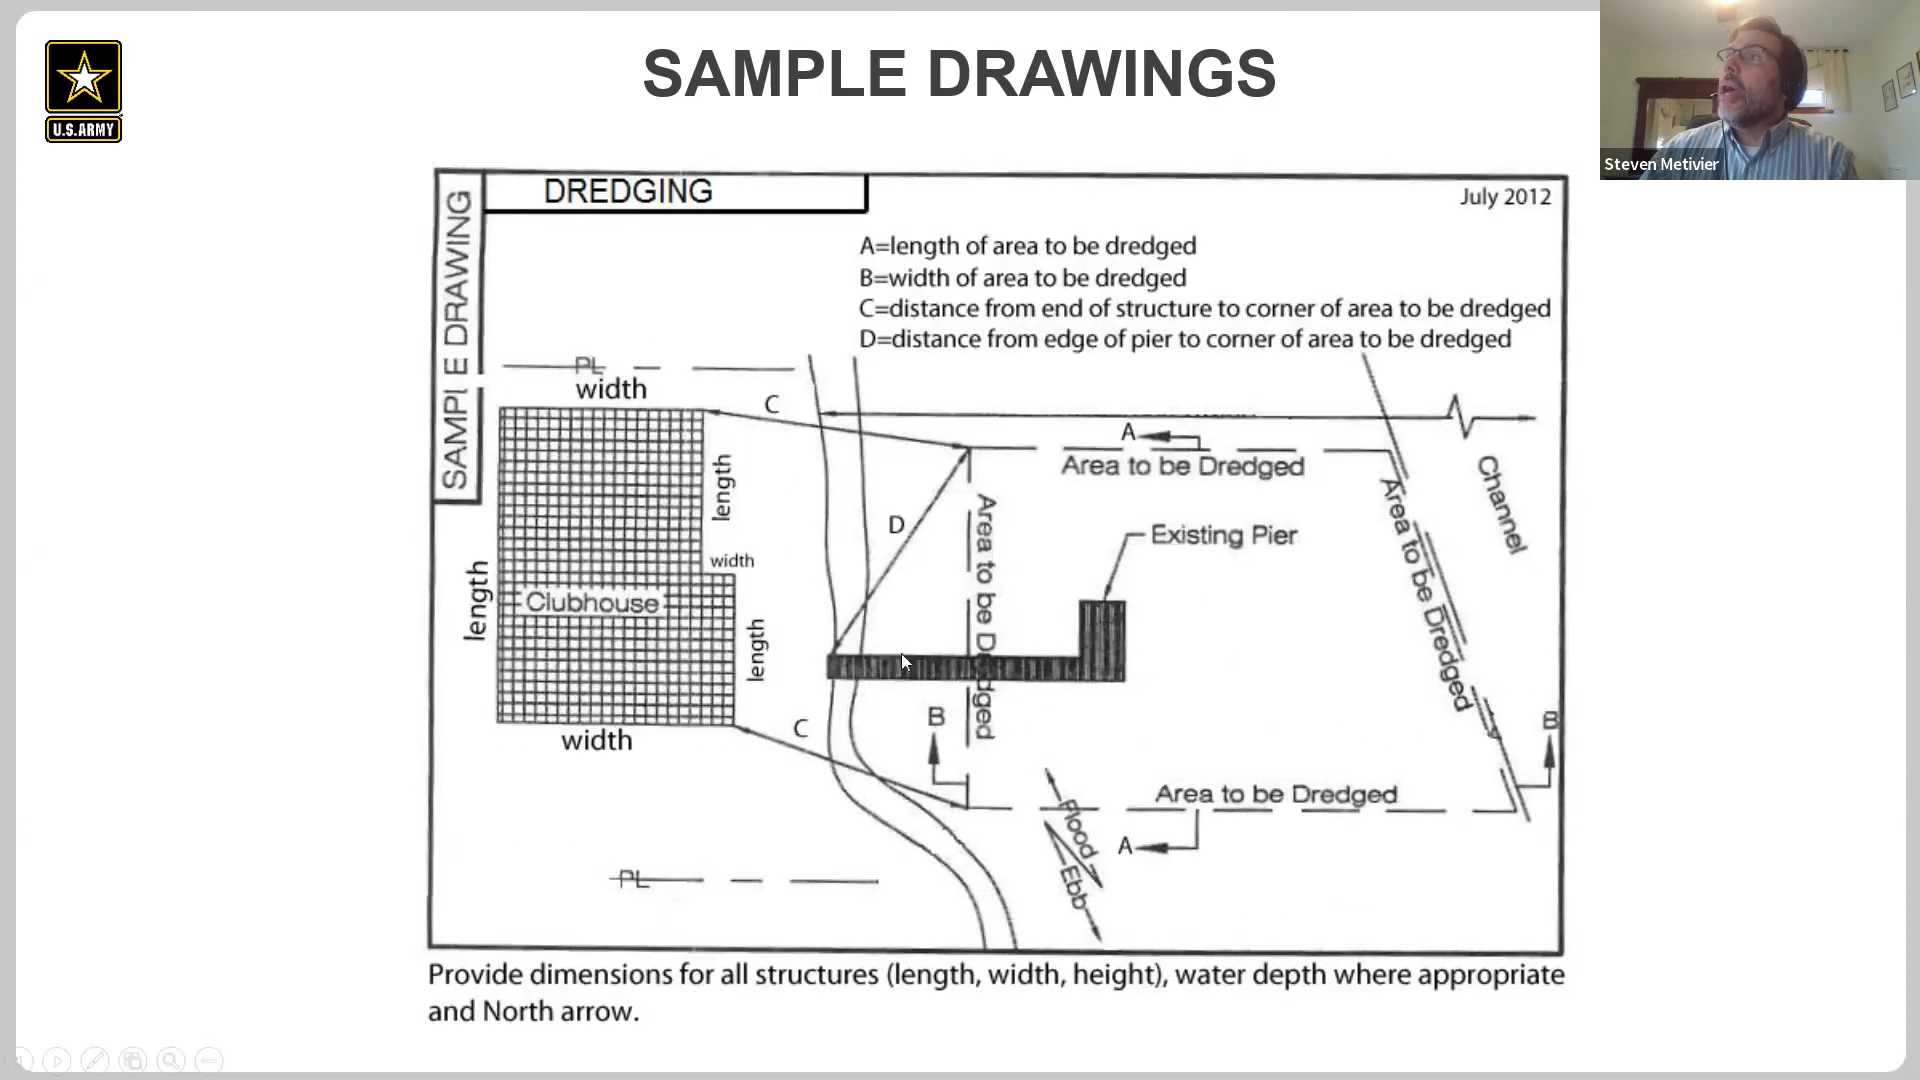 SAMPLE DRAWINGS
U.S.ARMY
Steven Metivier
SAMPLE DRAWING
DREDGING
July 2012
A=length of area to be dredged
B=width of area to be dredged
C=distance from end of structure to corner of area to be dredged
D=distance from edge of pier to corner of area to be dredged
PL
width
C
A
Area to be Dredged
length
D
Area to be Dredged
Existing Pier
Area to be Dredged
Channel
width
length
Clubhouse
length
B
B
C
width
Area to be Dredged
Flood
A
Ebb
PL
Provide dimensions for all structures (length, width, height), water depth where appropriate
and North arrow.